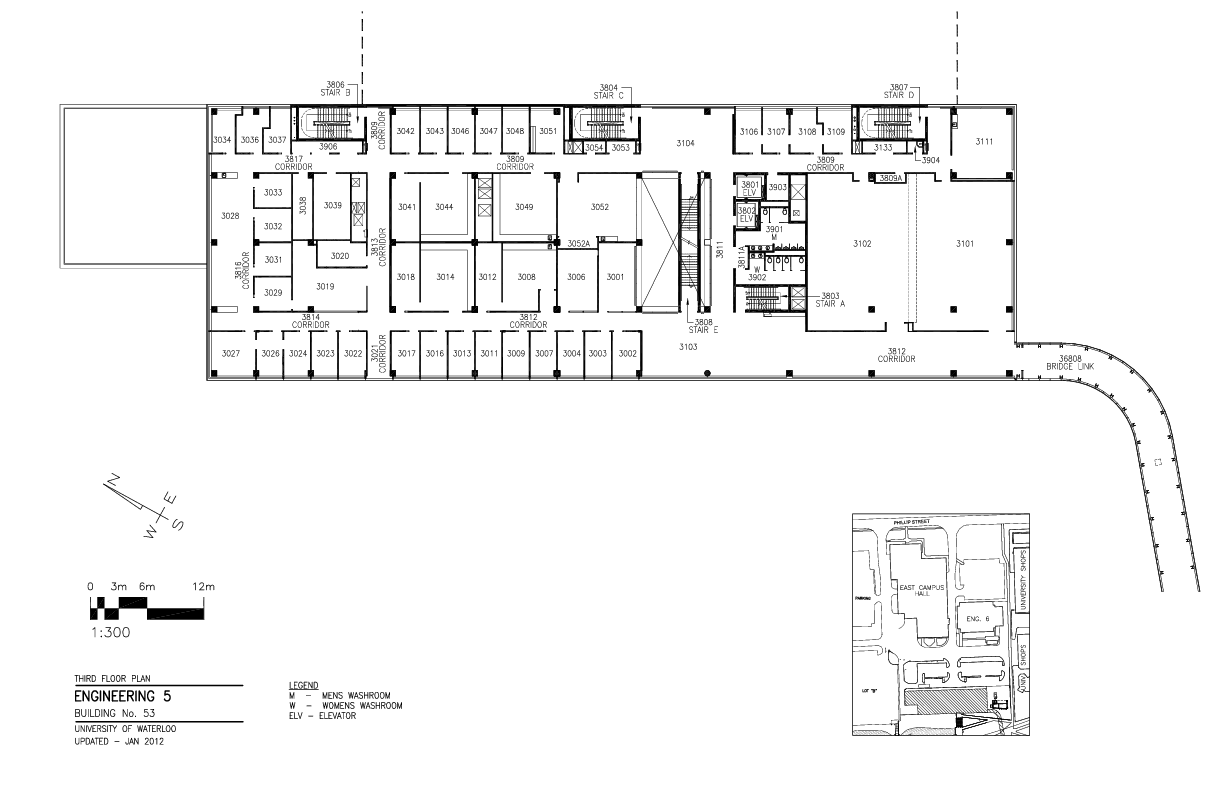 3806
STAIR B
3804
STAIR C
3807
STAIR D
3034
3036
3037
3906
3809
CORRIDOR
3042
3043
3046
3047
3048
3051
3054
3053
3104
3106
3107
3108
3109
3133
3904
3111
3817
CORRIDOR
3809
CORRIDOR
3809
CORRIDOR
3809A
3028
3033
3032
3031
3029
3038
3039
3020
3019
3816
CORRIDOR
3813
CORRIDOR
3041
3044
3049
3052
3052A
3018
3014
3012
3008
3006
3001
3811
3801
ELV
3802
ELV
3903
3901
M
3811A
W
3902
3803
STAIR A
3808
STAIR E
3102
3101
3814
CORRIDOR
3812
CORRIDOR
3027
3026
3024
3023
3022
3021
CORRIDOR
3017
3016
3013
3011
3009
3007
3004
3003
3002
3103
3812
CORRIDOR
36808
BRIDGE LINK
N
E
W
S
0 3m 6m 12m
1:300
THIRD FLOOR PLAN
ENGINEERING 5
BUILDING No. 53
UNIVERSITY OF WATERLOO
UPDATED – JAN 2012
LEGEND
M – MENS WASHROOM
W – WOMENS WASHROOM
ELV – ELEVATOR
PHILLIP STREET
EAST CAMPUS
HALL
ENG. 6
PARKING
LOT "B"
UNIVERSITY SHOPS
SHOPS